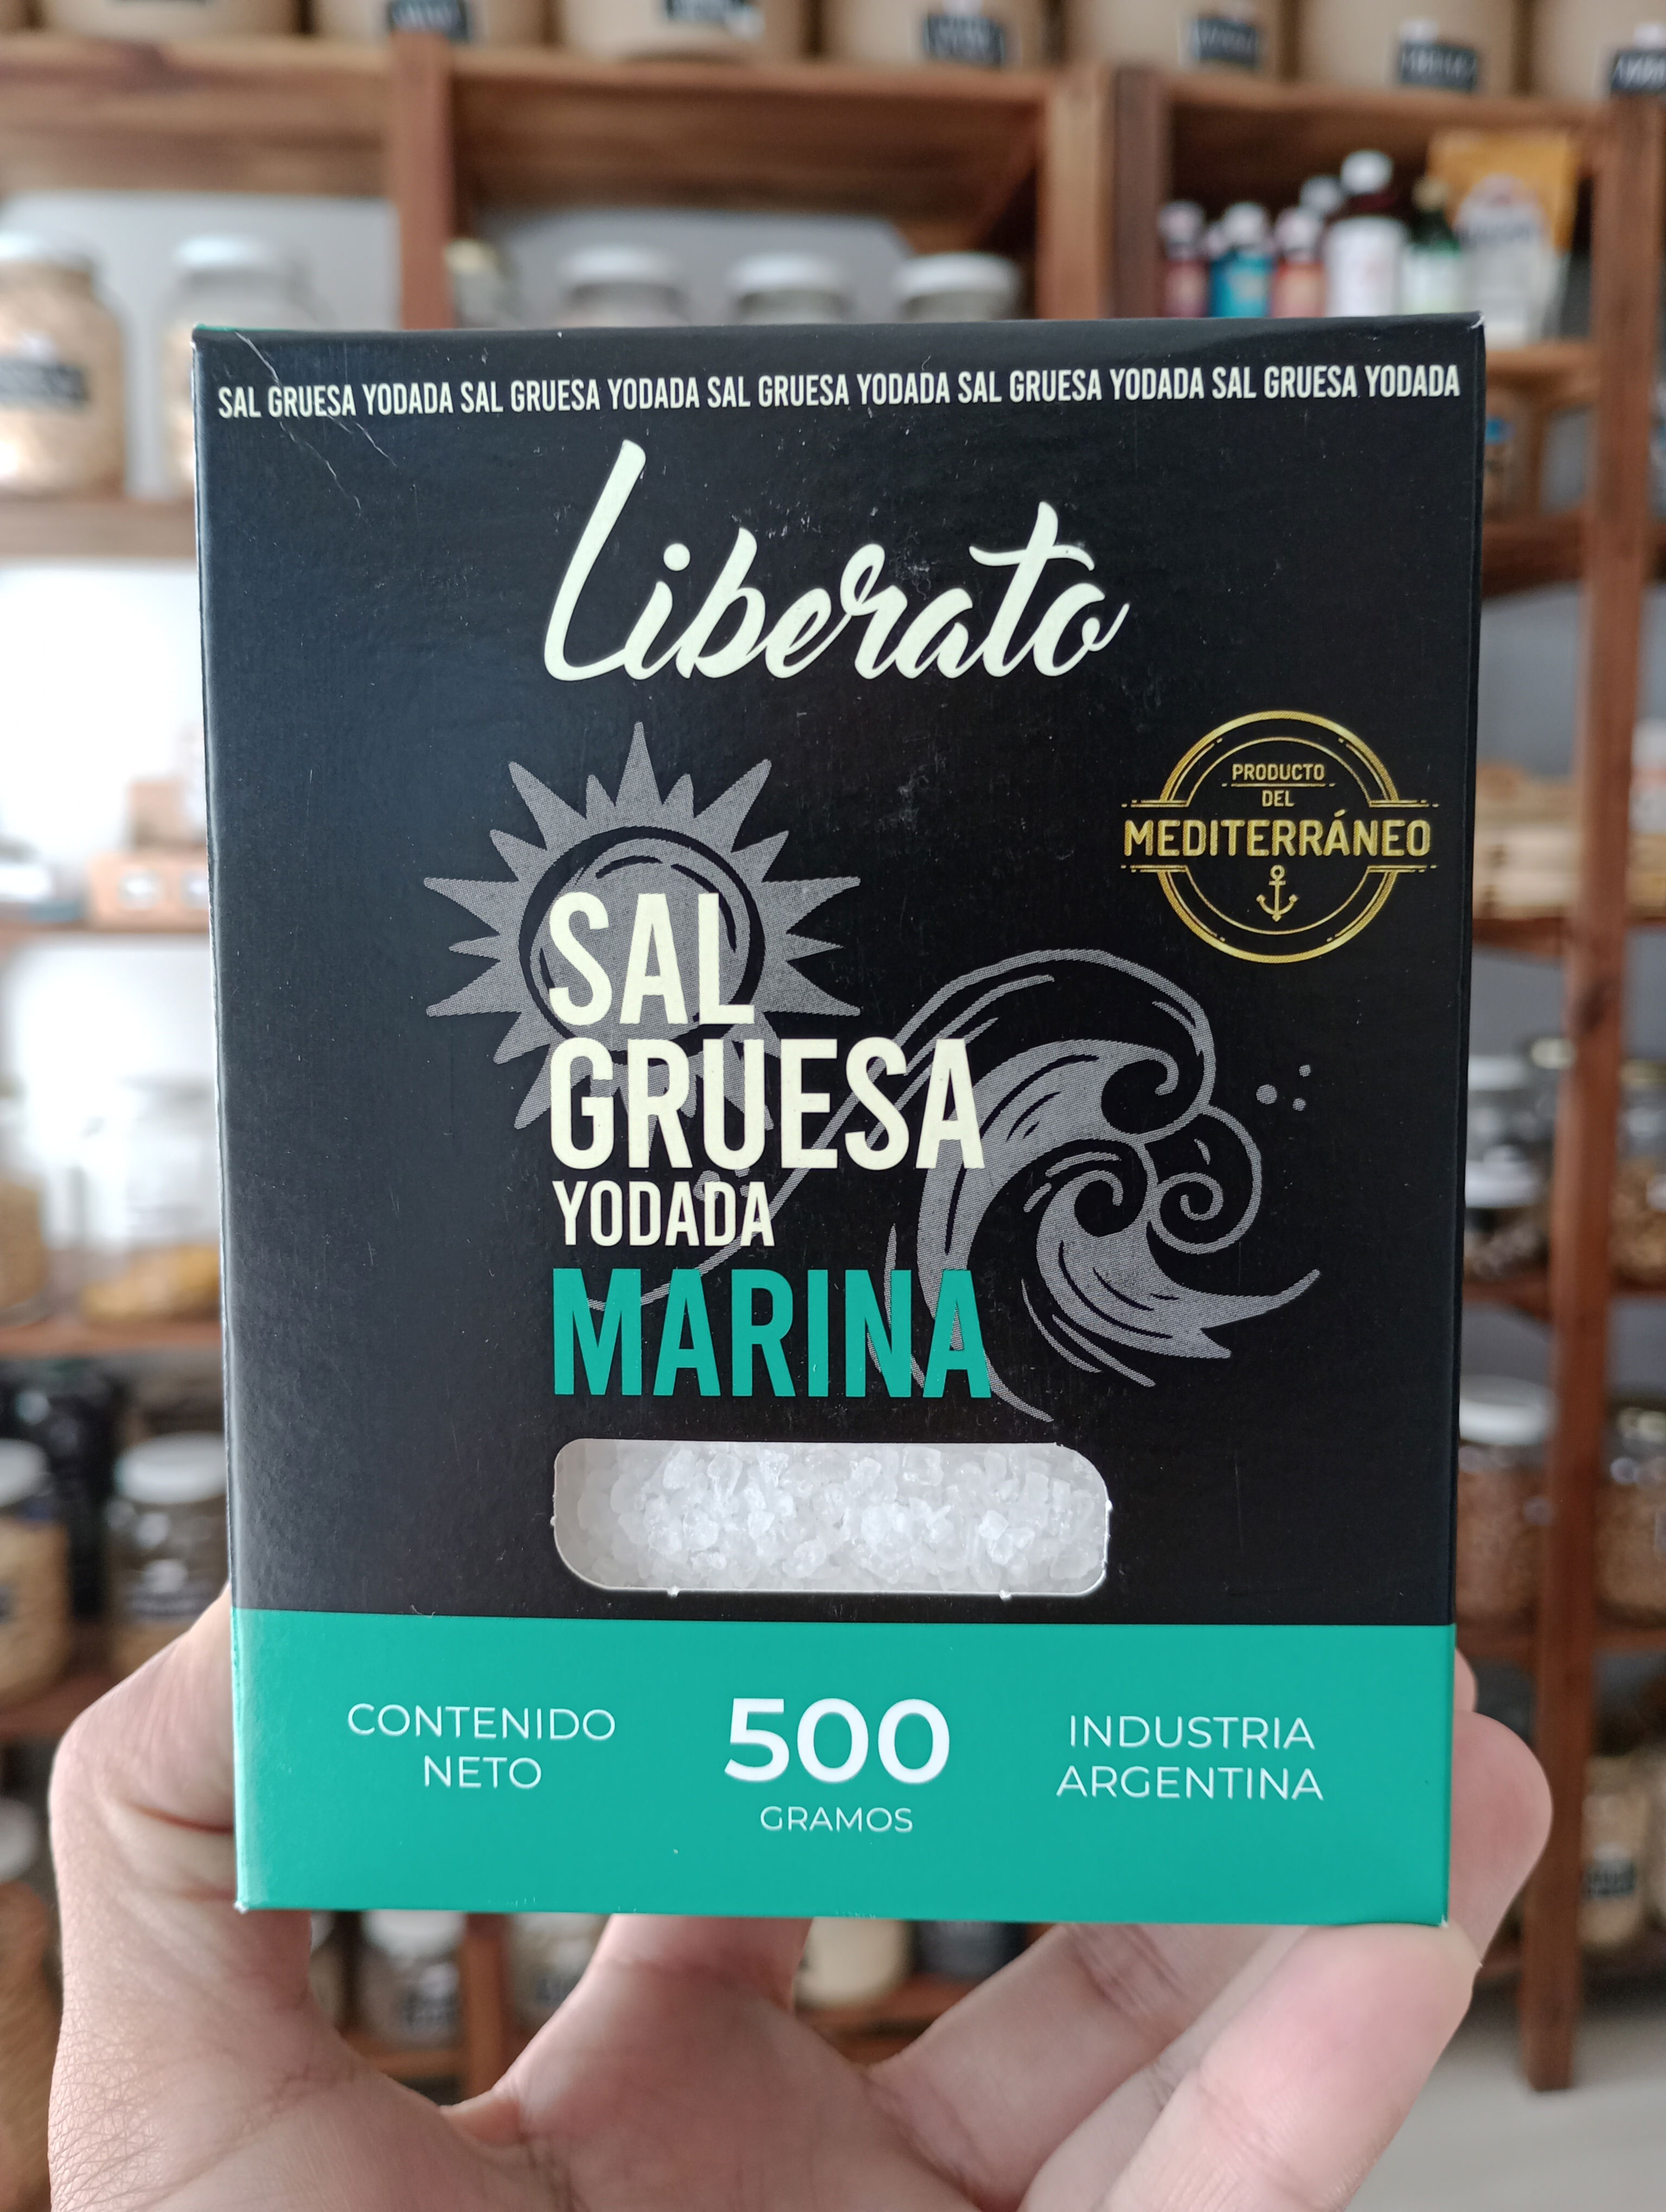 SAL GRUESA YODADA SAL GRUESA YODADA SAL GRUESA YODADA SAL GRUESA YODADA SAL GRUESA YODADA
Liberato
PRODUCTO
DEL
MEDITERRÁNEO
SAL
GRUESA
YODADA
MARINA
CONTENIDO
NETO
500
GRAMOS
INDUSTRIA
ARGENTINA